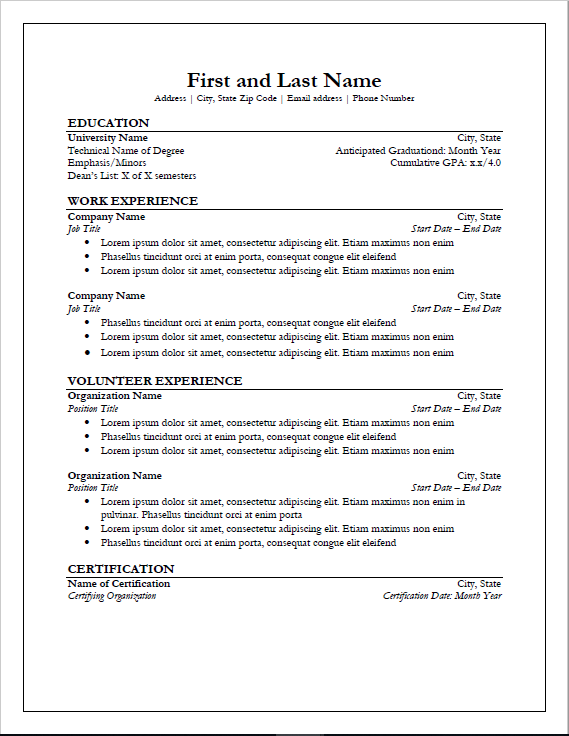 First and Last Name
Address | City, State Zip Code | Email address | Phone Number
EDUCATION
University Name City, State
Technical Name of Degree Anticipated Graduationd: Month Year
Emphasis/Minors Cumulative GPA: x.x/4.0
Dean's List: X of X semesters
WORK EXPERIENCE
Company Name City, State
Job Title Start Date – End Date
• Lorem ipsum dolor sit amet, consectetur adipiscing elit. Etiam maximus non enim
• Phasellus tincidunt orci at enim porta, consequat congue elit eleifend
• Lorem ipsum dolor sit amet, consectetur adipiscing elit. Etiam maximus non enim
Company Name City, State
Job Title Start Date – End Date
• Phasellus tincidunt orci at enim porta, consequat congue elit eleifend
• Lorem ipsum dolor sit amet, consectetur adipiscing elit. Etiam maximus non enim
• Lorem ipsum dolor sit amet, consectetur adipiscing elit. Etiam maximus non enim
VOLUNTEER EXPERIENCE
Organization Name City, State
Position Title Start Date – End Date
• Lorem ipsum dolor sit amet, consectetur adipiscing elit. Etiam maximus non enim
• Phasellus tincidunt orci at enim porta, consequat congue elit eleifend
• Lorem ipsum dolor sit amet, consectetur adipiscing elit. Etiam maximus non enim
Organization Name City, State
Position Title Start Date – End Date
• Lorem ipsum dolor sit amet, consectetur adipiscing elit. Etiam maximus non enim in
pulvinar. Phasellus tincidunt orci at enim porta
• Lorem ipsum dolor sit amet, consectetur adipiscing elit. Etiam maximus non enim
• Phasellus tincidunt orci at enim porta, consequat congue elit eleifend
CERTIFICATION
Name of Certification City, State
Certifying Organization Certification Date: Month Year